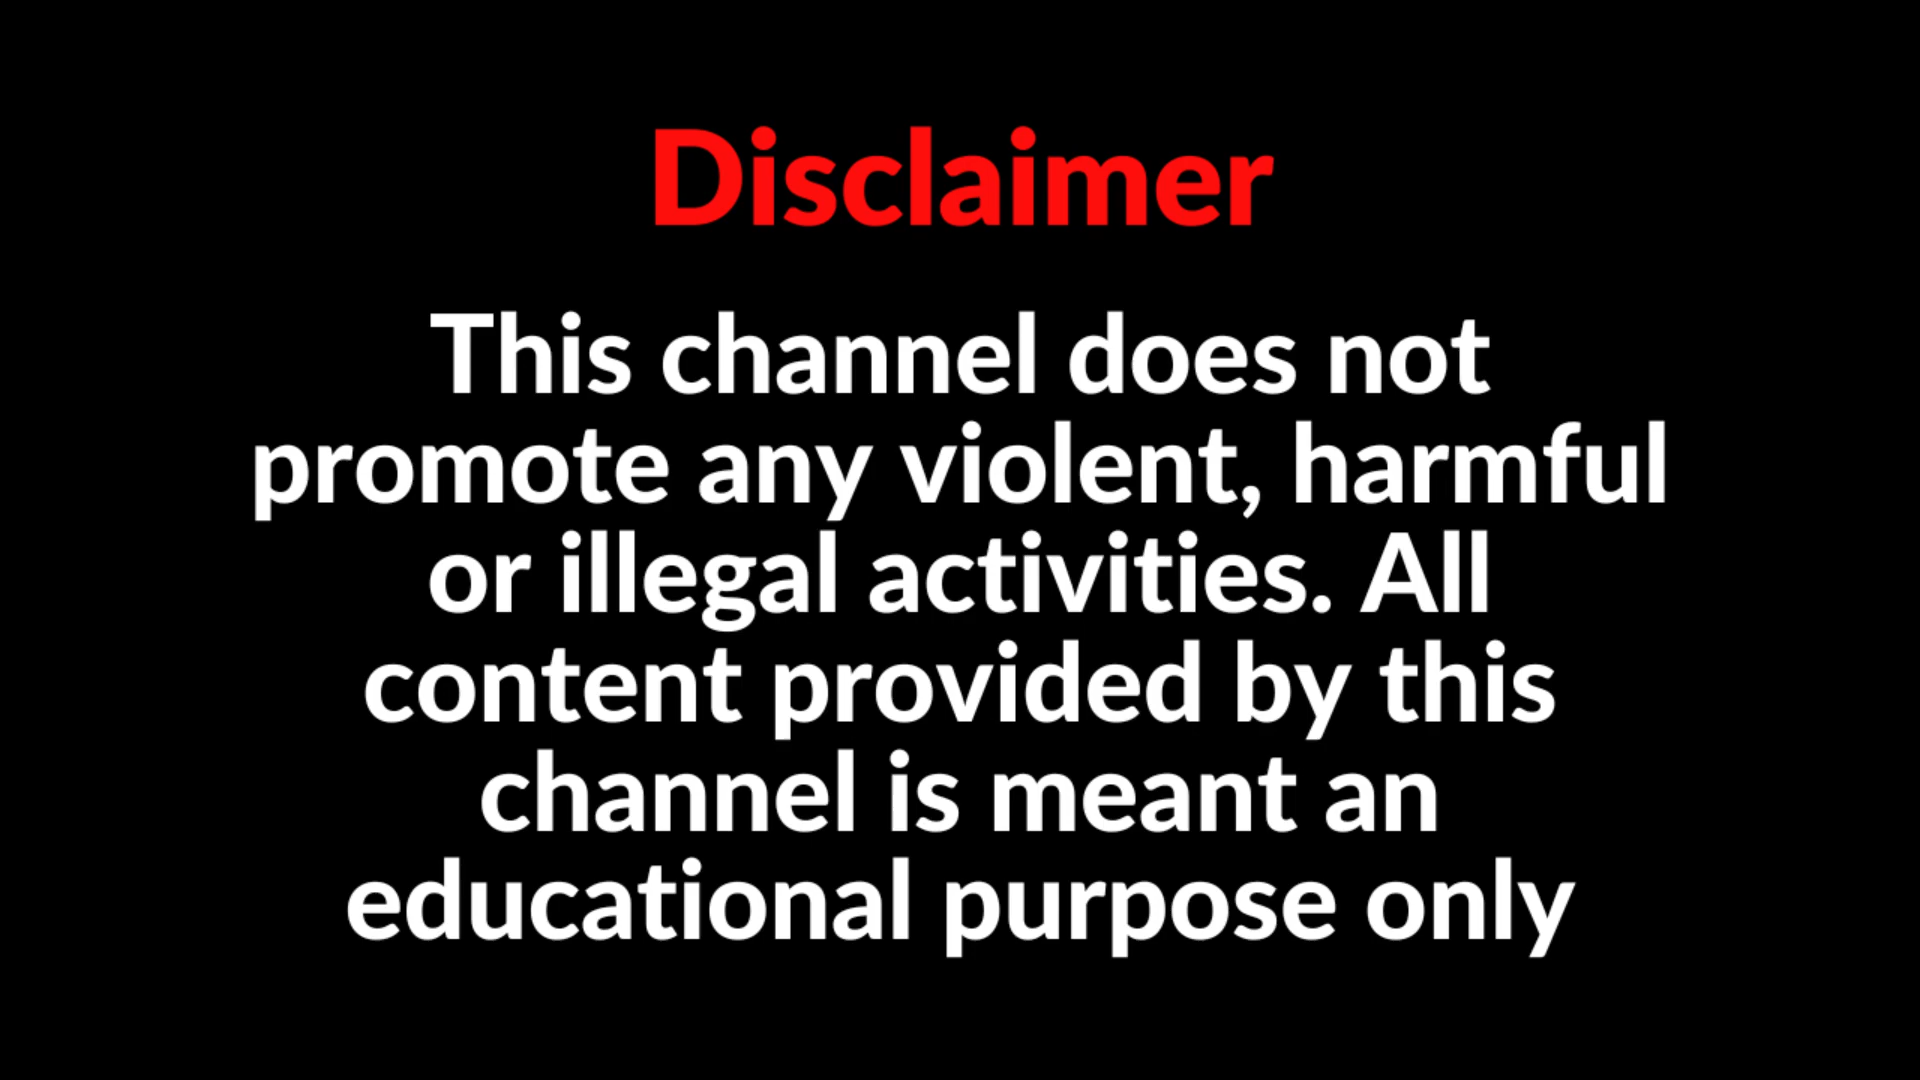 Disclaimer
This channel does not
promote any violent, harmful
or illegal activities. All
content provided by this
channel is meant an
educational purpose only